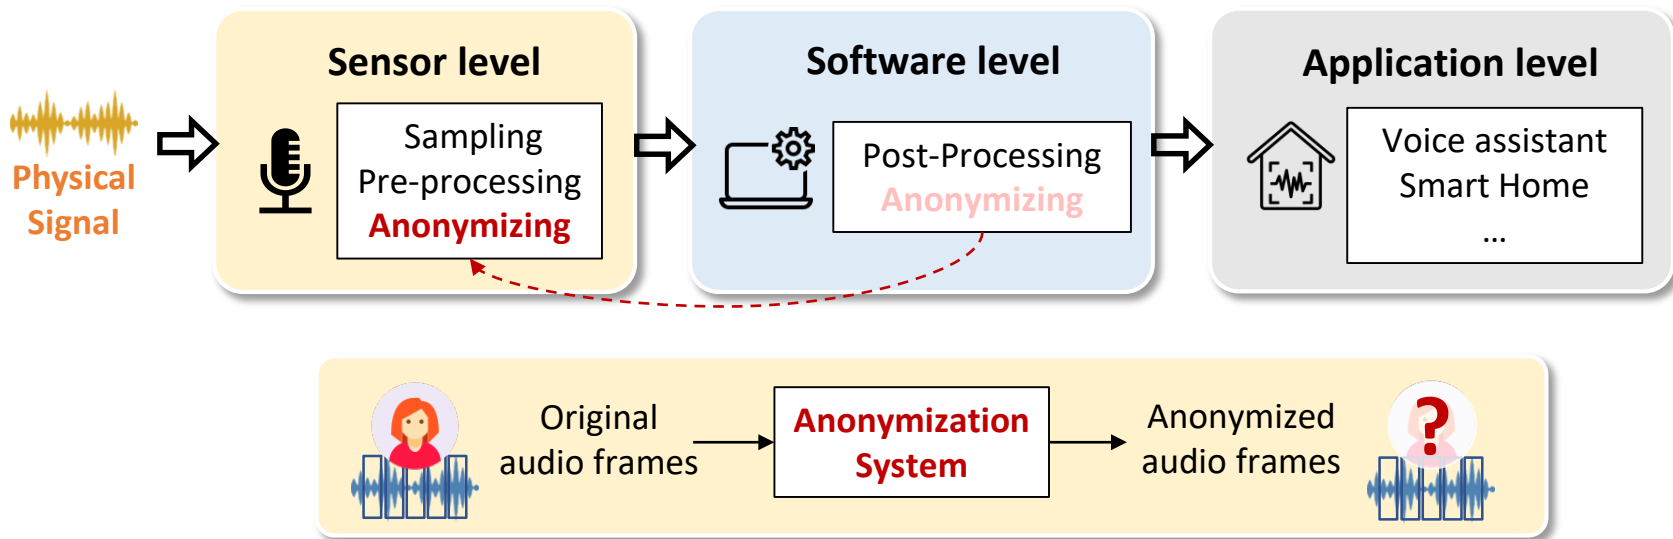 Physical
Signal
Sensor level
Sampling
Pre-processing
Anonymizing
Software level
Post-Processing
Anonymizing
Application level
Voice assistant
Smart Home
...
Original
audio frames
Anonymization
System
Anonymized
audio frames
?